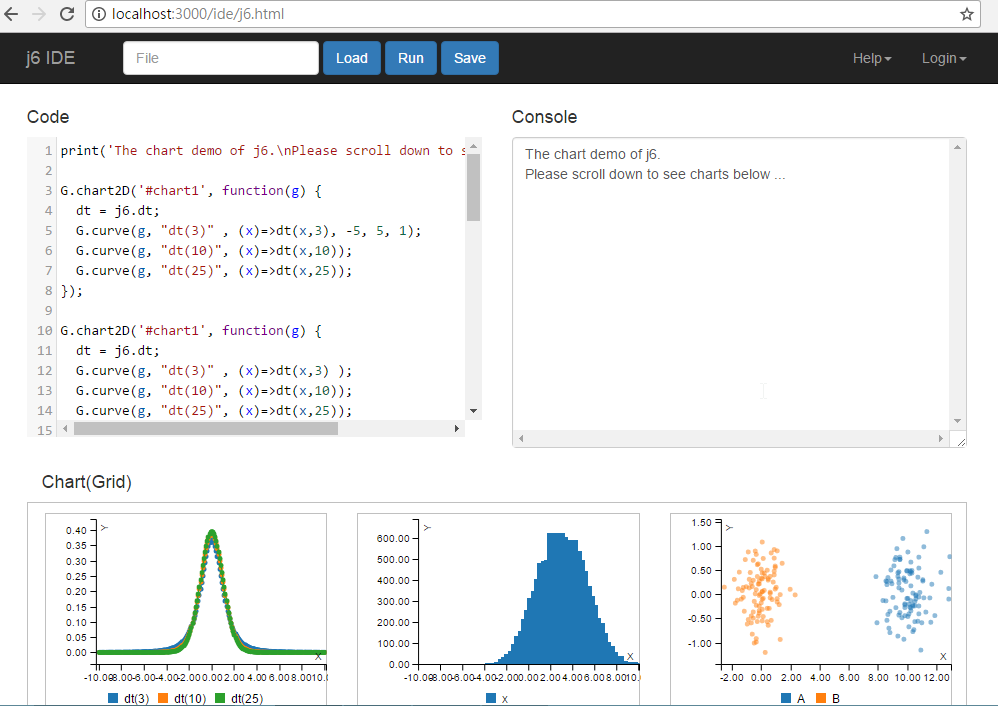 localhost:3000/ide/j6.html
j6 IDE File Load Run Save Help Login
Code
1 print('The chart demo of j6.\nPlease scroll down to s
2
3 G.chart2D('#chart1', function(g) {
4 dt = j6.dt;
5 G.curve(g, "dt(3)" , (x)=>dt(x,3), -5, 5, 1);
6 G.curve(g, "dt(10)", (x)=>dt(x,10));
7 G.curve(g, "dt(25)", (x)=>dt(x,25));
8 });
9
10 G.chart2D('#chart1', function(g) {
11 dt = j6.dt;
12 G.curve(g, "dt(3)" , (x)=>dt(x,3) );
13 G.curve(g, "dt(10)", (x)=>dt(x,10));
14 G.curve(g, "dt(25)", (x)=>dt(x,25));
15
Console
The chart demo of j6.
Please scroll down to see charts below ...
Chart(Grid)
Y
0.40
0.35
0.30
0.25
0.20
0.15
0.10
0.05
0.00
X
-8.00 -6.00 -4.00 -2.00 0.00 2.00 4.00 6.00 8.00
dt(3) dt(10) dt(25)
Y
600.00
500.00
400.00
300.00
200.00
100.00
0.00
X
-8.00 -6.00 -4.00 -2.00 0.00 2.00 4.00 6.00 8.00
x
Y
1.50
1.00
0.50
0.00
-0.50
-1.00
X
-2.00 0.00 2.00 4.00 6.00 8.00 10.00 12.00
A B